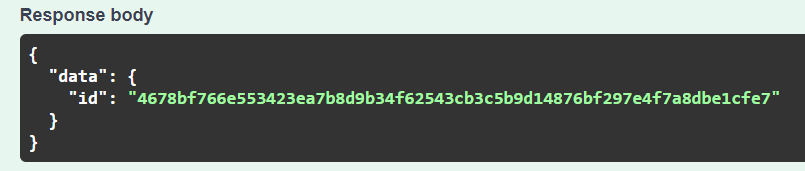 Response body
{
  "data": {
    "id": "4678bf766e553423ea7b8d9b34f62543cb3c5b9d14876bf297e4f7a8dbe1cfe7"
  }
}